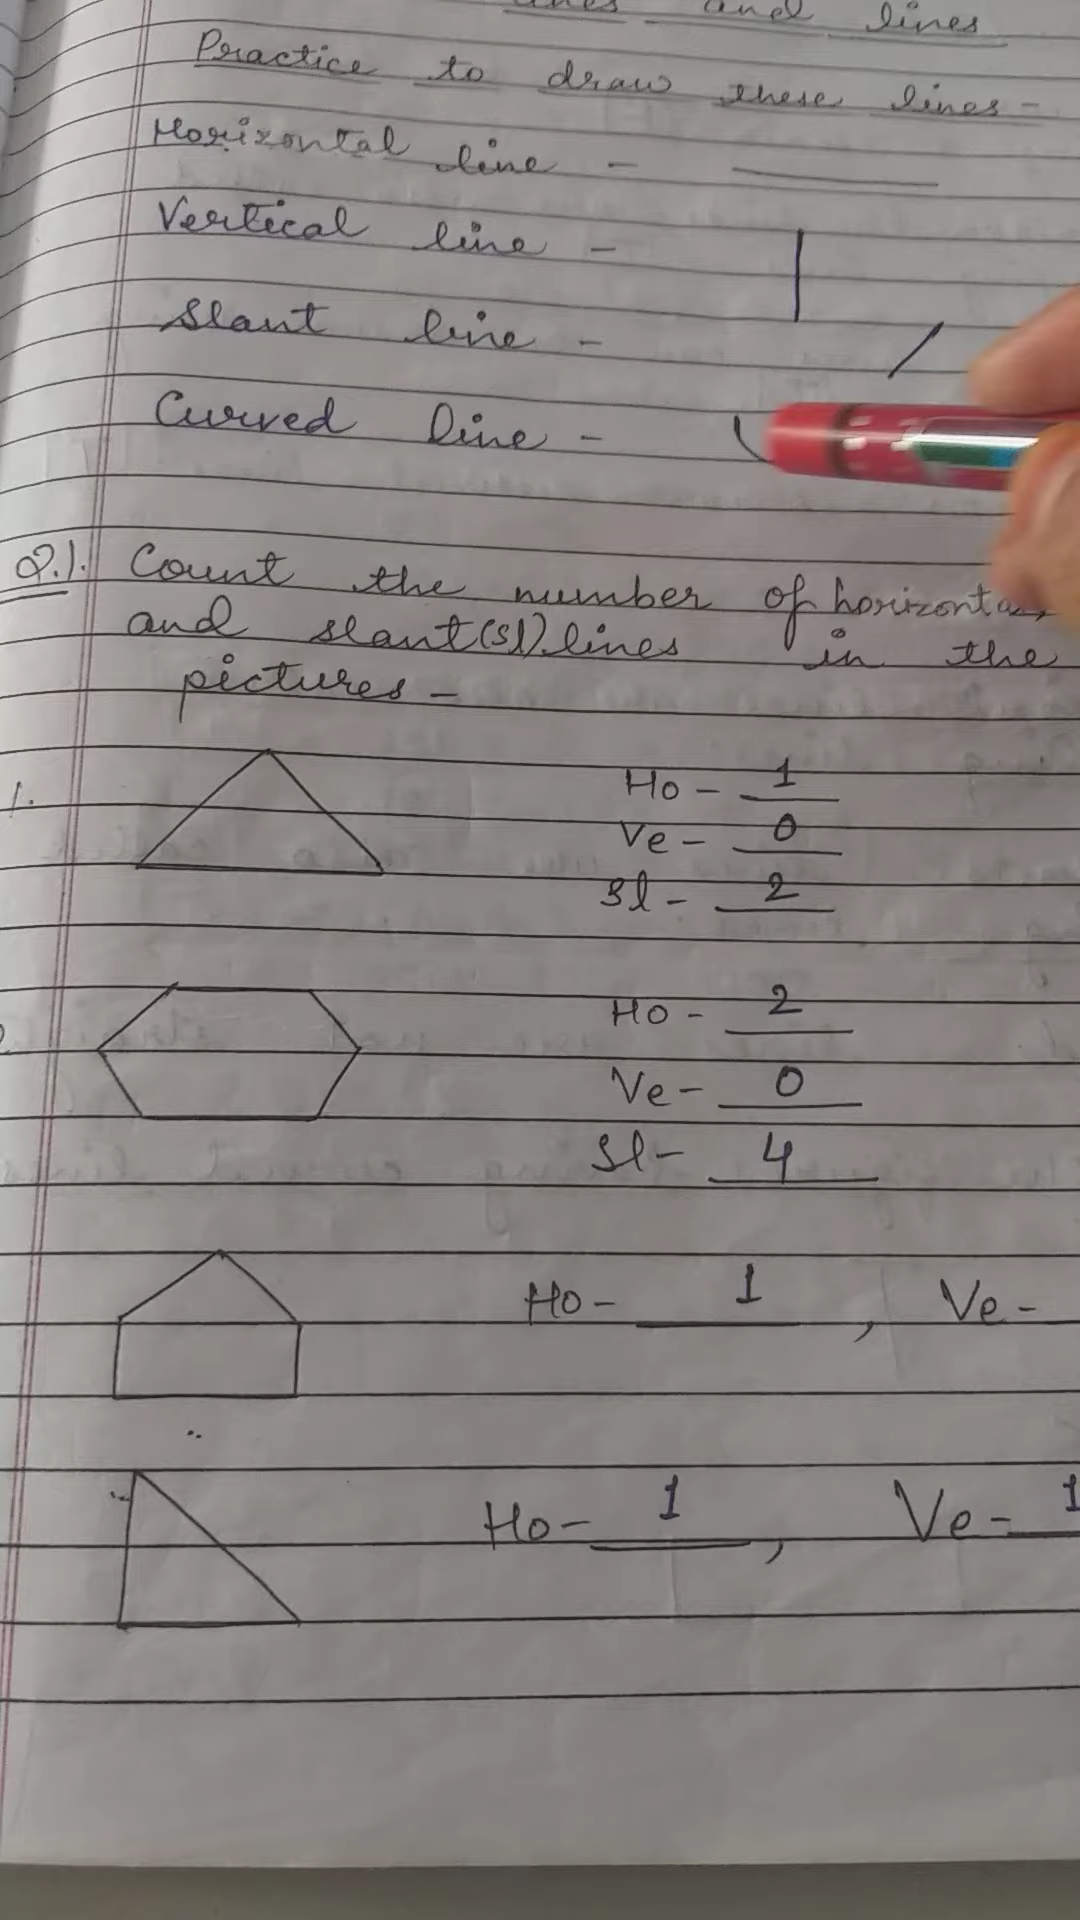 and lines
Practice to draw these lines -
Horizontal line -
Vertical line -
Slant line -
Curved line -
Q.1. Count the number of
and slant(sl) lines in the
pictures -
1. Ho - 1
Ve - 0
Sl - 2
Ho - 2
Ve - 0
Sl - 4
Ho - 1 , Ve -
Ho - 1 , Ve - 1